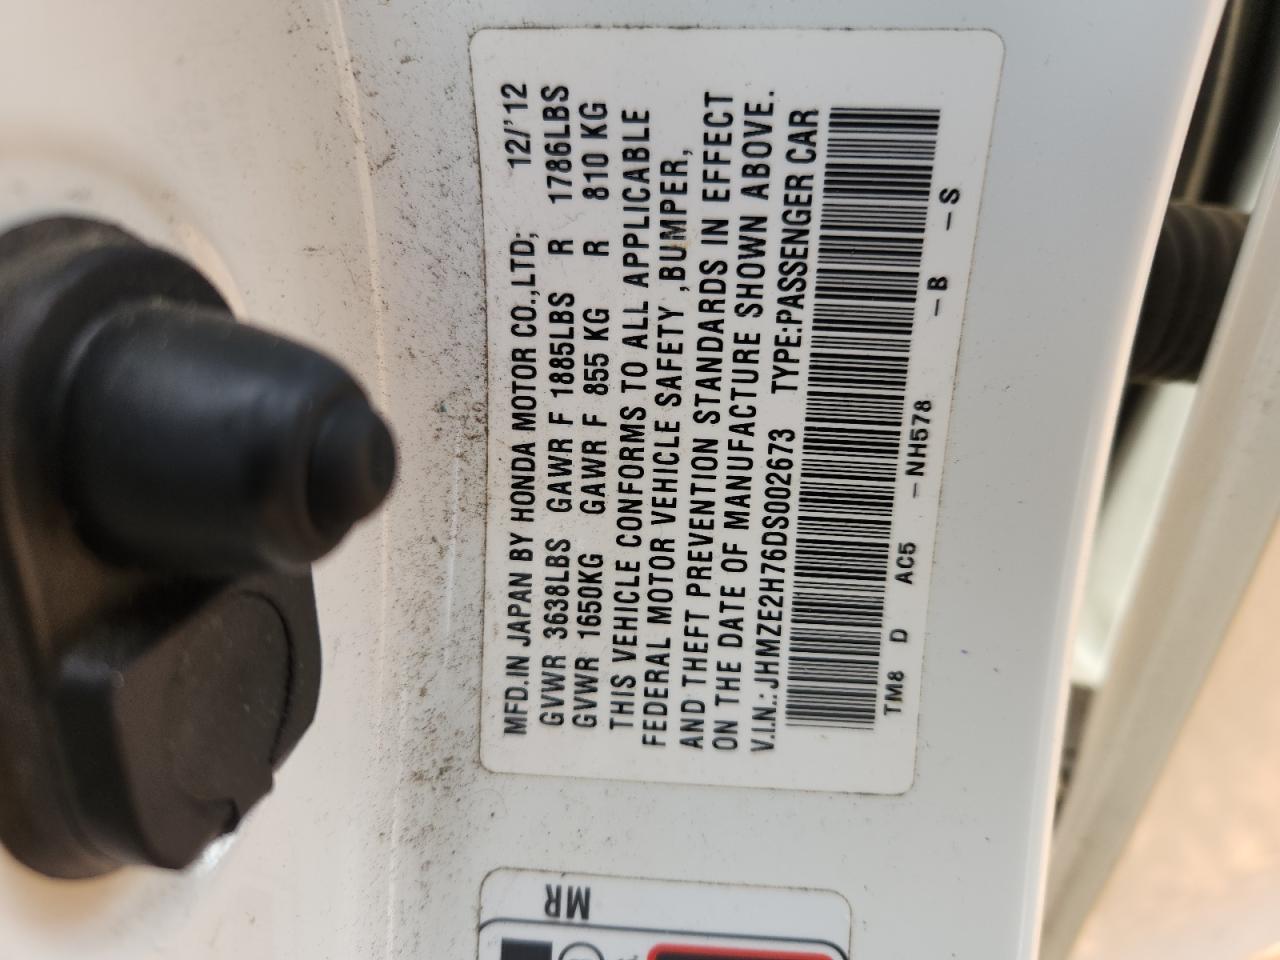 MFD.IN JAPAN BY HONDA MOTOR CO.,LTD; 12/'12
GVWR 3638LBS GAWR F 1885LBS R 1786LBS
GVWR 1650KG GAWR F 855 KG R 810 KG
THIS VEHICLE CONFORMS TO ALL APPLICABLE
FEDERAL MOTOR VEHICLE SAFETY ,BUMPER,
AND THEFT PREVENTION STANDARDS IN EFFECT
ON THE DATE OF MANUFACTURE SHOWN ABOVE.
V.I.N.:JHMZE2H76DS002673 TYPE:PASSENGER CAR
TM8 D AC5 -NH578 -B -S
MR